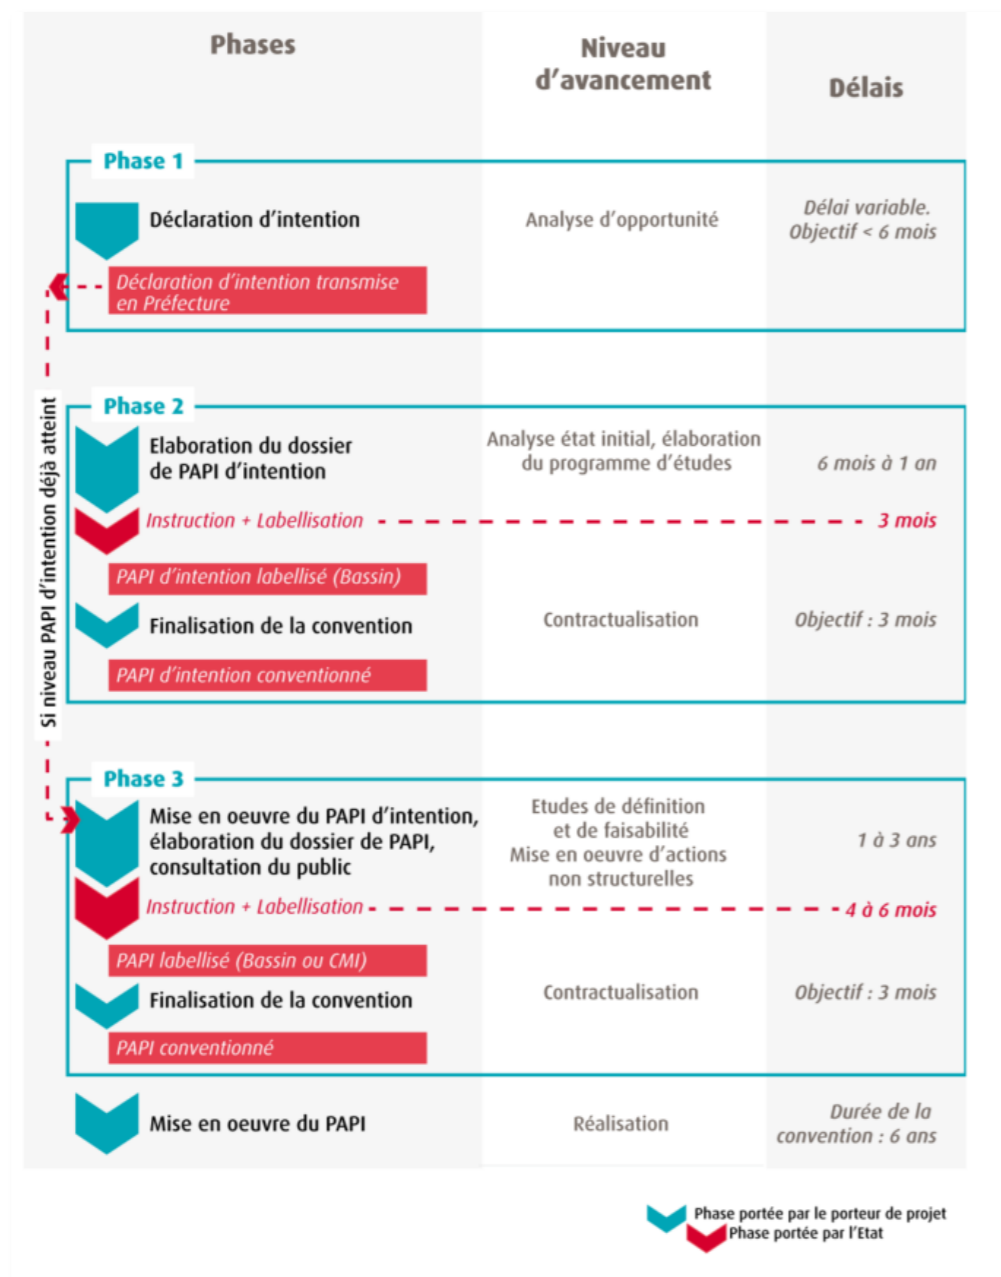 Phases
Niveau
d'avancement
Délais
Phase 1
Déclaration d'intention
Analyse d'opportunité
Délai variable.
Objectif < 6 mois
Déclaration d'intention transmise
en Préfecture
Si niveau PAPI d'intention déjà atteint
Phase 2
Elaboration du dossier
de PAPI d'intention
Analyse état initial, élaboration
du programme d'études
6 mois à 1 an
Instruction + Labellisation
3 mois
PAPI d'intention labellisé (Bassin)
Finalisation de la convention
Contractualisation
Objectif : 3 mois
PAPI d'intention conventionné
Phase 3
Mise en oeuvre du PAPI d'intention,
élaboration du dossier de PAPI,
consultation du public
Etudes de définition
et de faisabilité
Mise en oeuvre d'actions
non structurelles
1 à 3 ans
Instruction + Labellisation
4 à 6 mois
PAPI labellisé (Bassin ou CMI)
Finalisation de la convention
Contractualisation
Objectif : 3 mois
PAPI conventionné
Mise en oeuvre du PAPI
Réalisation
Durée de la
convention : 6 ans
Phase portée par le porteur de projet
Phase portée par l'Etat